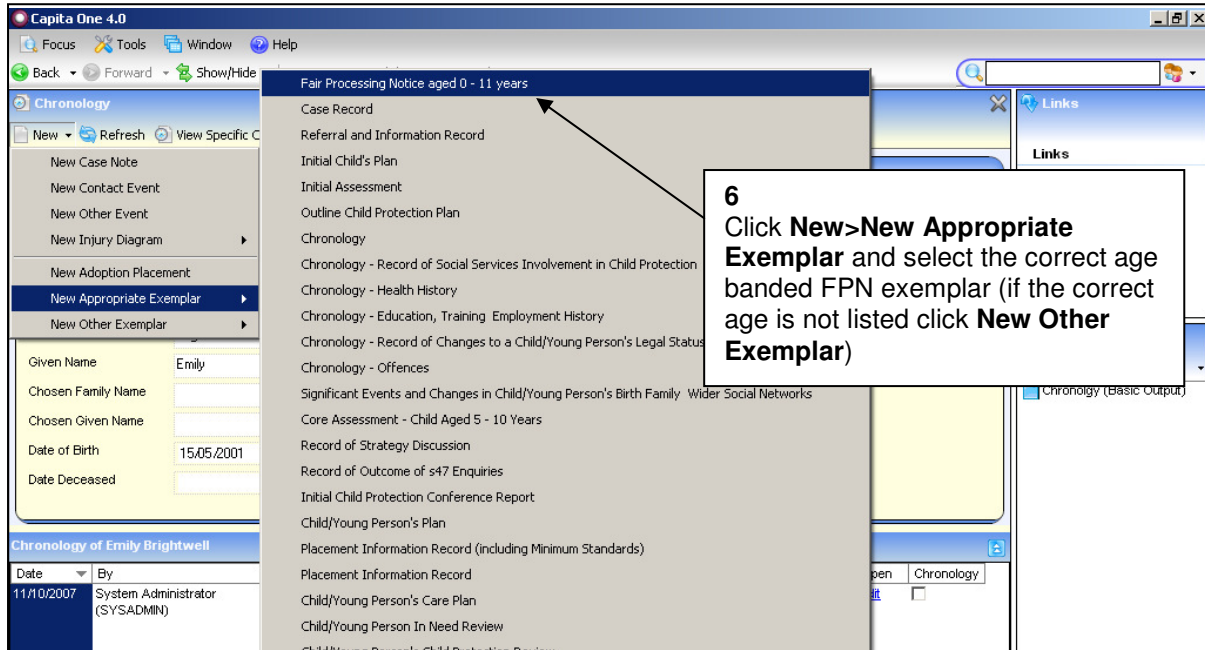 Capita One 4.0
Focus Tools Window Help
Back Forward Show/Hide
Chronology
New Refresh View Specific C
New Case Note
New Contact Event
New Other Event
New Injury Diagram
New Adoption Placement
New Appropriate Exemplar
New Other Exemplar
Fair Processing Notice aged 0 - 11 years
Case Record
Referral and Information Record
Initial Child's Plan
Initial Assessment
Outline Child Protection Plan
Chronology
Chronology - Record of Social Services Involvement in Child Protection
Chronology - Health History
Chronology - Education, Training Employment History
Chronology - Record of Changes to a Child/Young Person's Legal Status
Chronology - Offences
Significant Events and Changes in Child/Young Person's Birth Family Wider Social Networks
Core Assessment - Child Aged 5 - 10 Years
Record of Strategy Discussion
Record of Outcome of s47 Enquiries
Initial Child Protection Conference Report
Child/Young Person's Plan
Placement Information Record (including Minimum Standards)
Placement Information Record
Child/Young Person's Care Plan
Child/Young Person In Need Review
Child/Young Person's Child Protection Review
Links
Links
6
Click New>New Appropriate
Exemplar and select the correct age
banded FPN exemplar (if the correct
age is not listed click New Other
Exemplar)
Chronolgy (Basic Output)
Given Name Emily
Chosen Family Name
Chosen Given Name
Date of Birth 15/05/2001
Date Deceased
Chronology of Emily Brightwell
Date By pen Chronology
11/10/2007 System Administrator dit
(SYSADMIN)